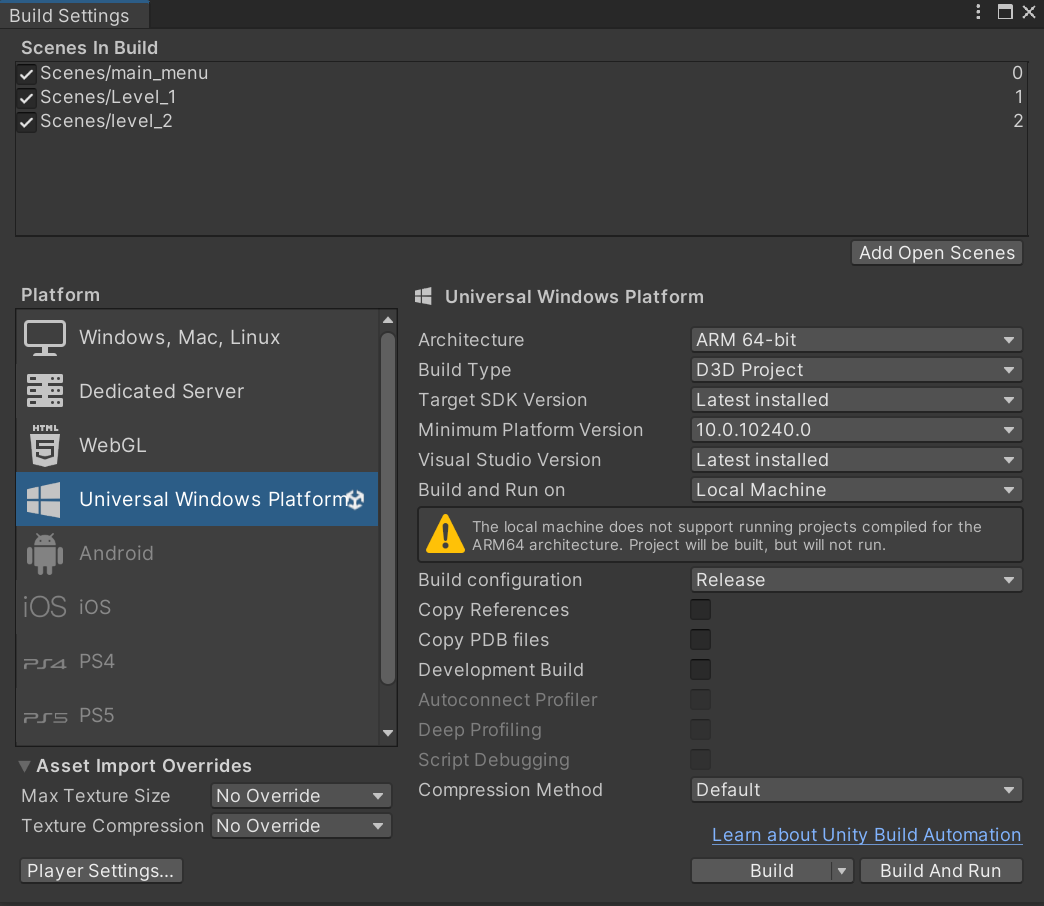 Build Settings
Scenes In Build
Scenes/main_menu 0
Scenes/Level_1 1
Scenes/level_2 2
Add Open Scenes
Platform
Windows, Mac, Linux
Dedicated Server
HTML 5 WebGL
Universal Windows Platform
Android
iOS iOS
PS4 PS4
PS5 PS5
Universal Windows Platform
Architecture ARM 64-bit
Build Type D3D Project
Target SDK Version Latest installed
Minimum Platform Version 10.0.10240.0
Visual Studio Version Latest installed
Build and Run on Local Machine
The local machine does not support running projects compiled for the
ARM64 architecture. Project will be built, but will not run.
Build configuration Release
Copy References
Copy PDB files
Development Build
Autoconnect Profiler
Deep Profiling
Script Debugging
Compression Method Default
Asset Import Overrides
Max Texture Size No Override
Texture Compression No Override
Learn about Unity Build Automation
Player Settings... Build Build And Run